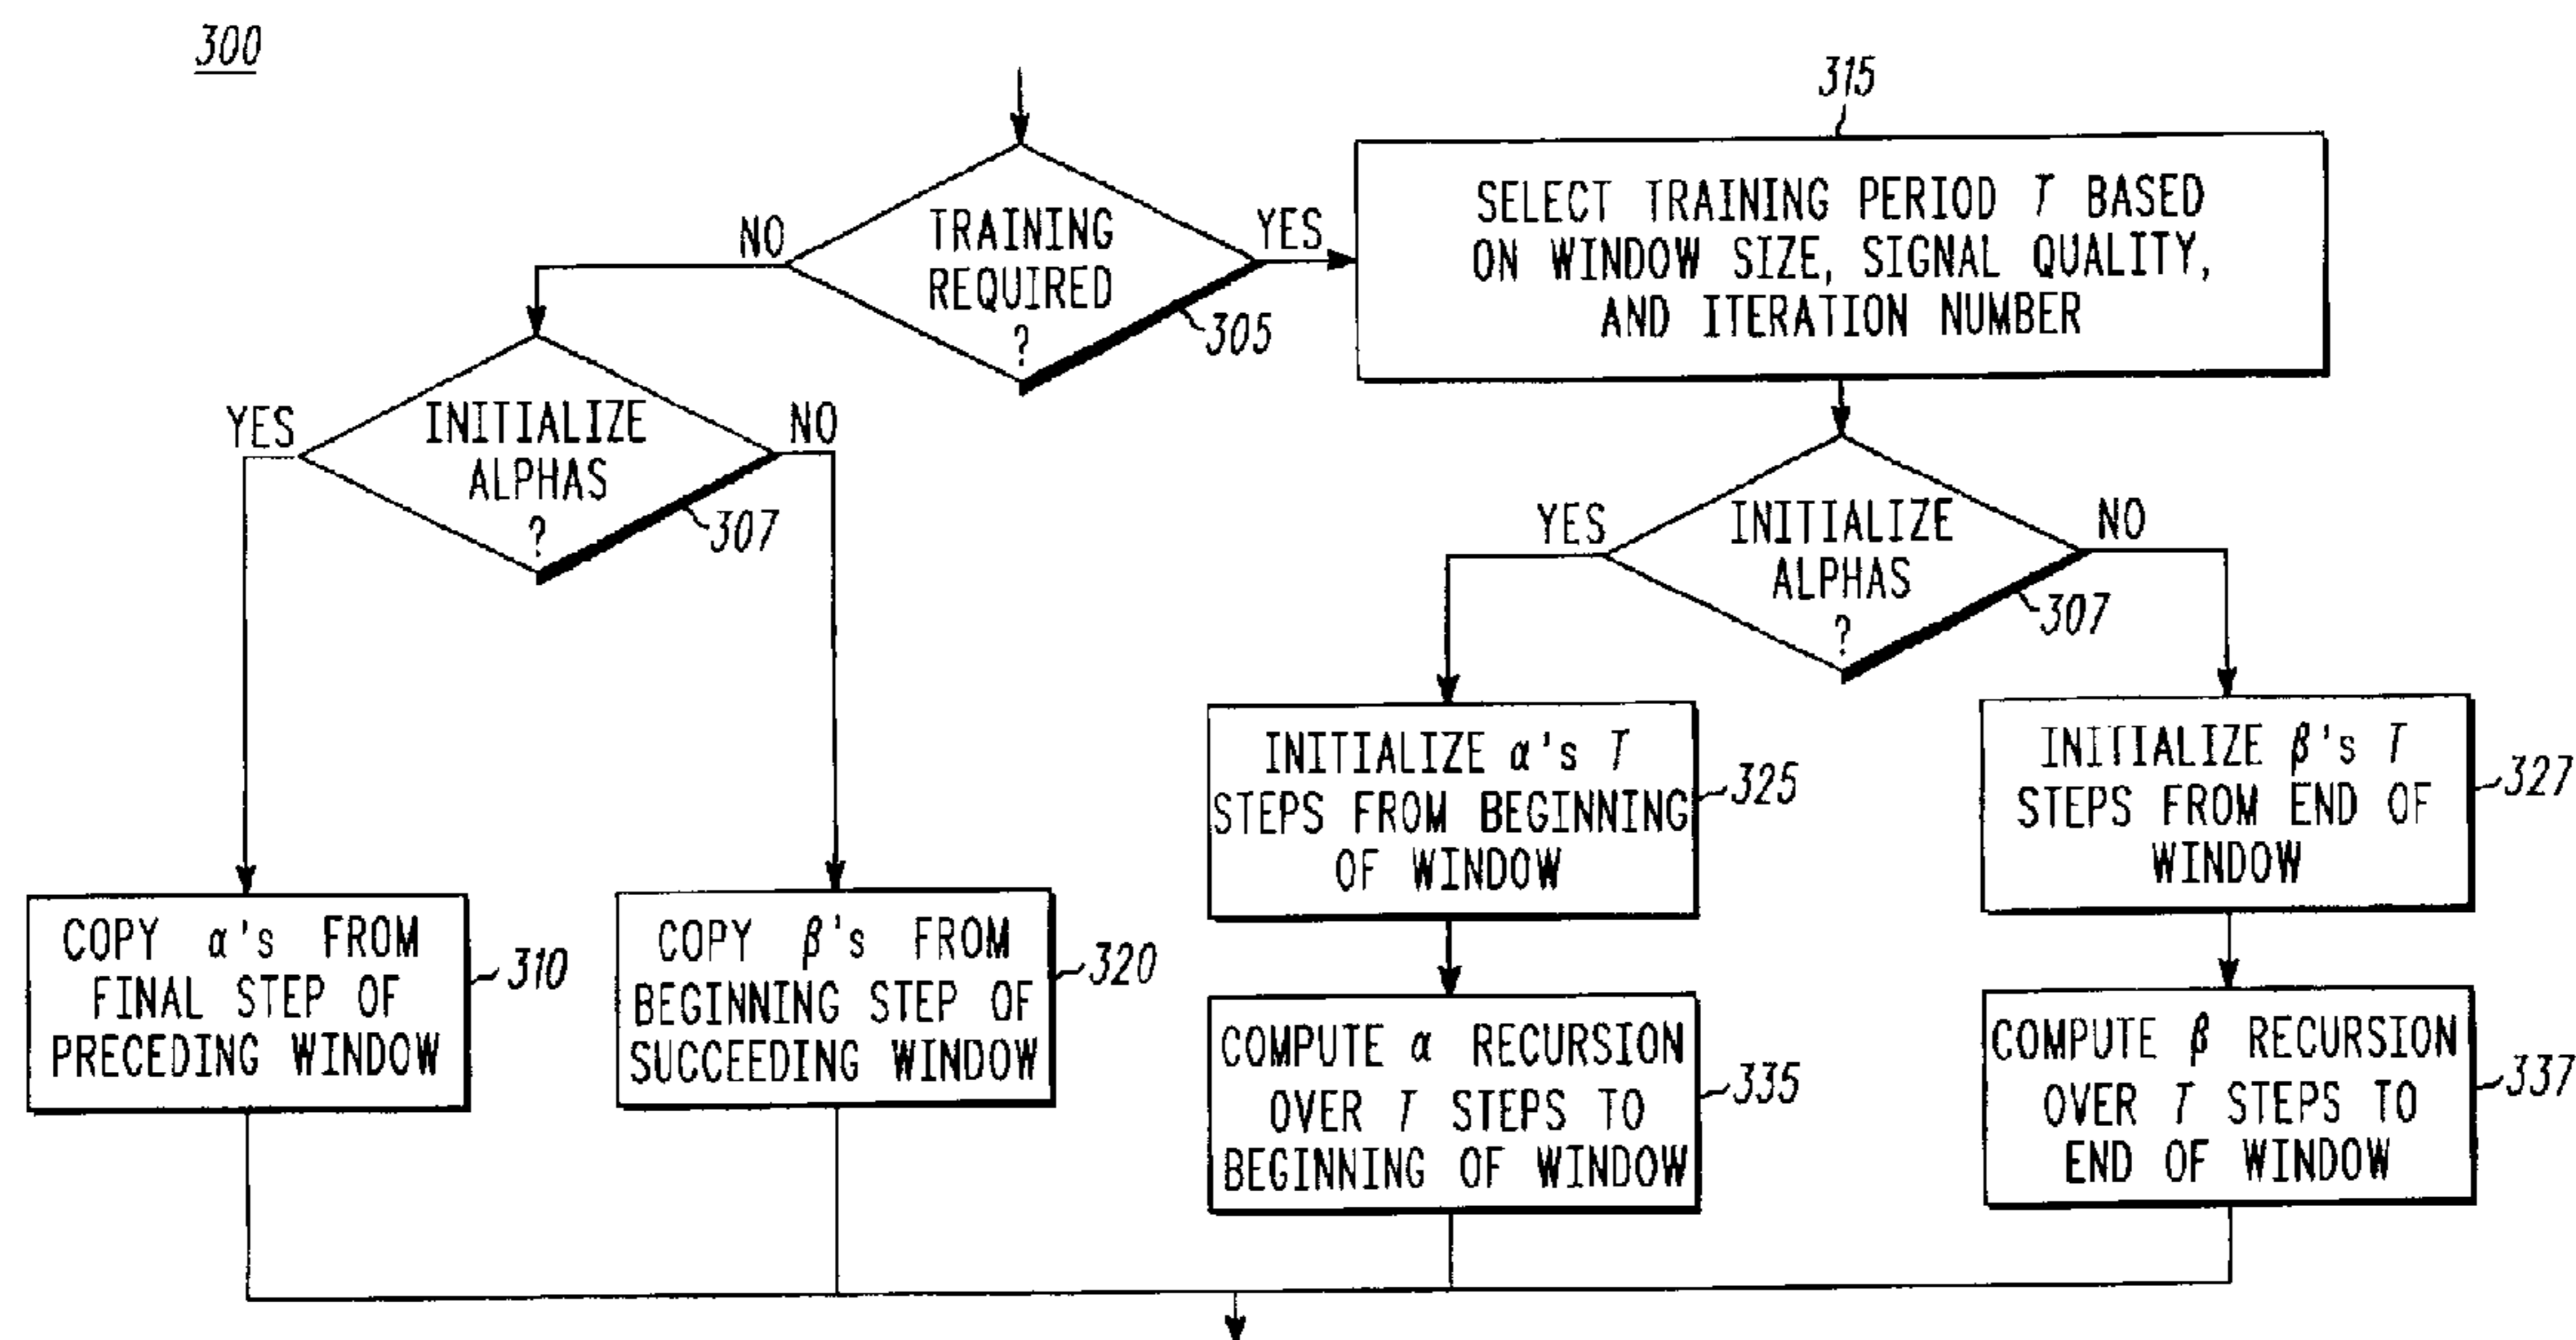 300
315
TRAINING
REQUIRED
?
NO
YES
305
SELECT TRAINING PERIOD T BASED
ON WINDOW SIZE, SIGNAL QUALITY,
AND ITERATION NUMBER
INITIALIZE
ALPHAS
?
YES
NO
307
INITIALIZE
ALPHAS
?
YES
NO
307
COPY α's FROM
FINAL STEP OF
PRECEDING WINDOW
310
COPY β's FROM
BEGINNING STEP OF
SUCCEEDING WINDOW
320
INITIALIZE α's T
STEPS FROM BEGINNING
OF WINDOW
325
INITIALIZE β's T
STEPS FROM END OF
WINDOW
327
COMPUTE α RECURSION
OVER T STEPS TO
BEGINNING OF WINDOW
335
COMPUTE β RECURSION
OVER T STEPS TO
END OF WINDOW
337